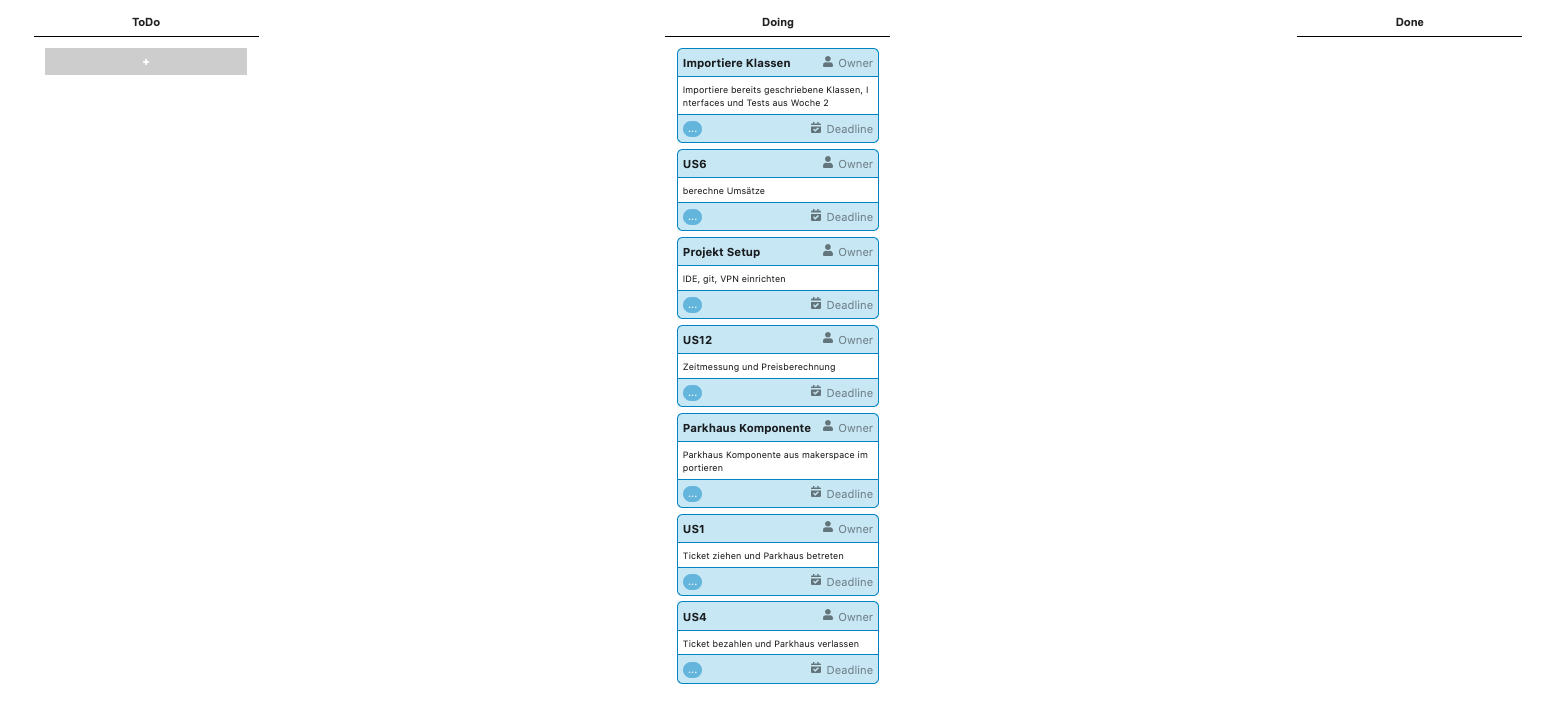 ToDo
Doing
Done
+
Importiere Klassen Owner
Importiere bereits geschriebene Klassen, I
nterfaces und Tests aus Woche 2
... Deadline
US6 Owner
berechne Umsätze
... Deadline
Projekt Setup Owner
IDE, git, VPN einrichten
... Deadline
US12 Owner
Zeitmessung und Preisberechnung
... Deadline
Parkhaus Komponente Owner
Parkhaus Komponente aus makerspace im
portieren
... Deadline
US1 Owner
Ticket ziehen und Parkhaus betreten
... Deadline
US4 Owner
Ticket bezahlen und Parkhaus verlassen
... Deadline